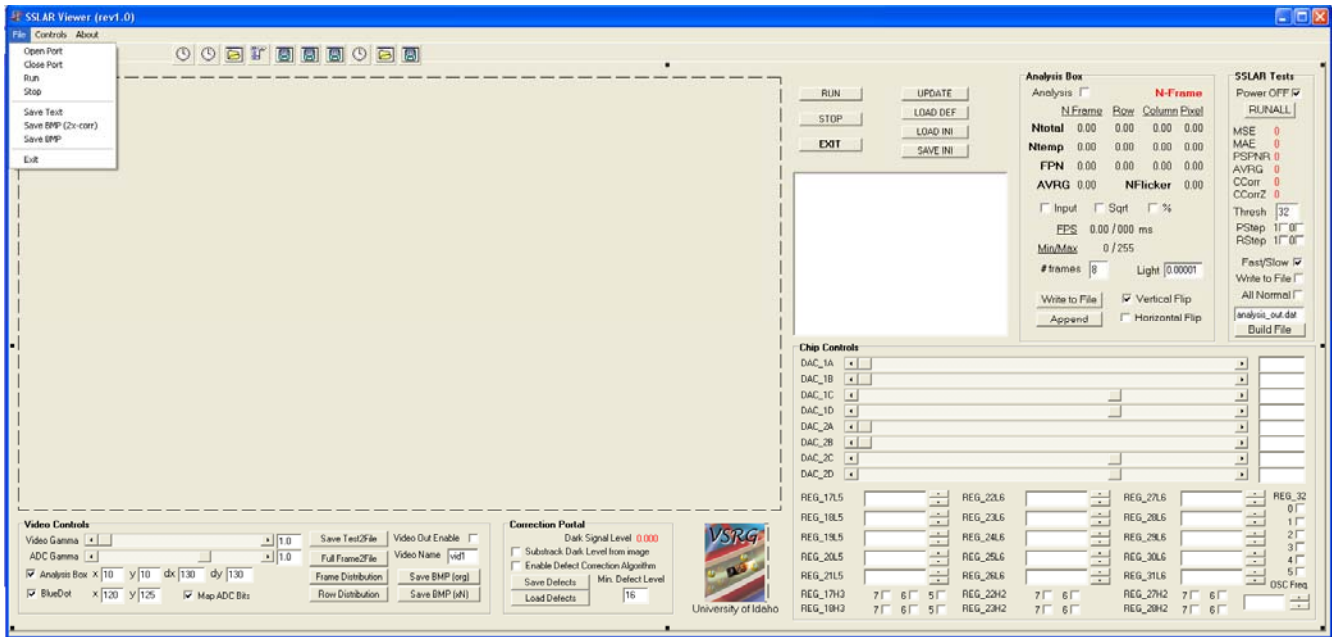 SSLAR Viewer (rev1.0)
File Controls About
Open Port
Close Port
Run
Stop
Save Text
Save BMP (2x-corr)
Save BMP
Exit
RUN UPDATE
STOP LOAD DEF
LOAD INI
EXIT SAVE INI
Analysis Box
Analysis N-Frame
N.Frame Row Column Pixel
Ntotal 0.00 0.00 0.00 0.00
Ntemp 0.00 0.00 0.00 0.00
FPN 0.00 0.00 0.00 0.00
AVRG 0.00 NFlicker 0.00
Input Sqrt %
FPS 0.00 / 000 ms
Min/Max 0 / 255
# frames 8 Light 0.00001
Write to File Vertical Flip
Append Horizontal Flip
SSLAR Tests
Power OFF
RUNALL
MSE 0
MAE 0
PSPNR 0
AVRG 0
CCorr 0
CCorrZ 0
Thresh 32
PStep 1 0
RStep 1 0
Fast/Slow
Write to File
All Normal
analysis_out.dat
Build File
Chip Controls
DAC_1A
DAC_1B
DAC_1C
DAC_1D
DAC_2A
DAC_2B
DAC_2C
DAC_2D
REG_17L5 REG_22L6 REG_27L6 REG_32
0
REG_18L5 REG_23L6 REG_28L6 1
REG_19L5 REG_24L6 REG_29L6 2
3
REG_20L5 REG_25L6 REG_30L6 4
REG_21L5 REG_26L6 REG_31L6 5
OSC Freq.
REG_17H3 7 6 5 REG_22H2 7 6 REG_27H2 7 6
REG_18H3 7 6 REG_23H2 7 6 REG_28H2 7 6
Video Controls
Video Gamma 1.0 Save Test2File Video Out Enable
ADC Gamma 1.0 Full Frame2File Video Name vid1
Analysis Box x 10 y 10 dx 130 dy 130 Frame Distribution Save BMP (org)
BlueDot x 120 y 125 Map ADC Bits Row Distribution Save BMP (xN)
Correction Portal
Dark Signal Level 0.000
Substrack Dark Level from image
Enable Defect Correction Algorithm
Save Defects Min. Defect Level
Load Defects 16
VSRG
University of Idaho